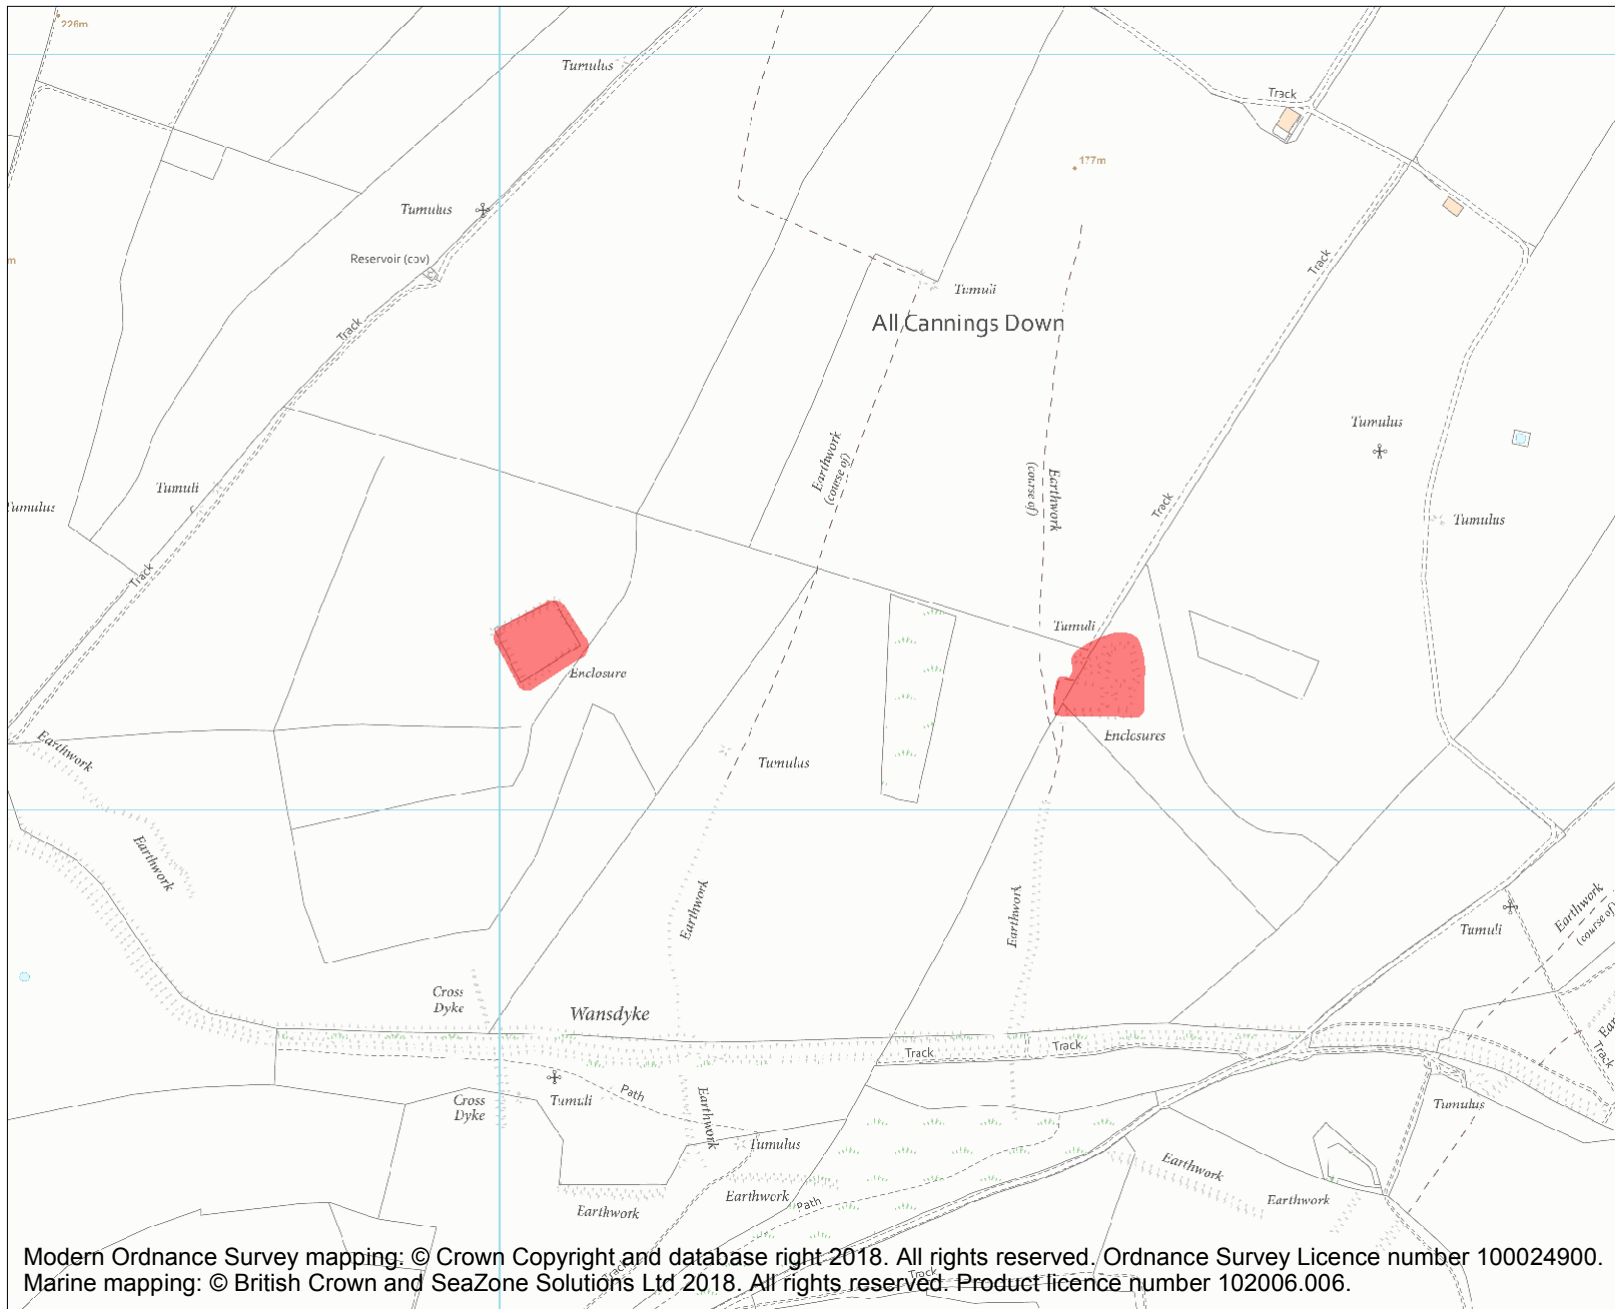 226m
Tumulus
Track
177m
Tumulus
Reservoir (cov)
m
Track
Tumuli
All Cannings Down
Track
Tumulus
Earthwork
(course of)
Earthwork
(course of)
Tumuli
Tumulus
Track
Tumulus
Track
Tumuli
Enclosure
Enclosures
Earthwork
Tumulus
Earthwork
Earthwork
Earthwork
Earthwork
(course of)
Tumuli
Cross
Dyke
Wansdyke
Track
Track
Ear
Track
Cross
Dyke
Tumuli
Path
Earthwork
Tumulus
Tumulus
Earthwork
Earthwork
Path
Earthwork
Earthwork
Modern Ordnance Survey mapping: © Crown Copyright and database right 2018. All rights reserved. Ordnance Survey Licence number 100024900.
Track
Track
Marine mapping: © British Crown and SeaZone Solutions Ltd 2018. All rights reserved. Product licence number 102006.006.